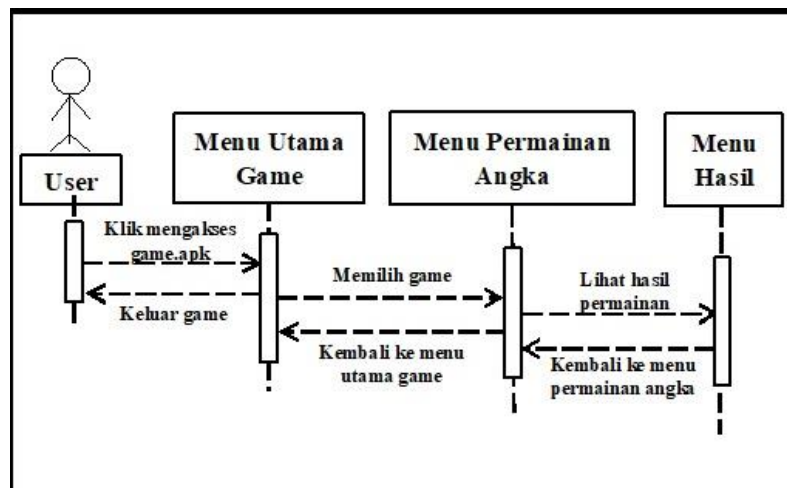 User
Menu Utama
Game
Menu Permainan
Angka
Menu
Hasil
Klik mengakses
game.apk
Keluar game
Memilih game
Kembali ke menu
utama game
Lihat hasil
permainan
Kembali ke menu
permainan angka